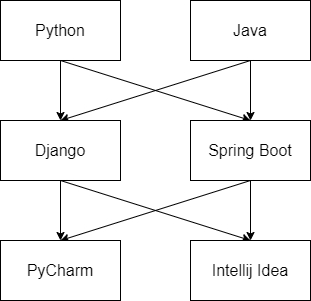 Python
Java
Django
Spring Boot
PyCharm
Intellij Idea